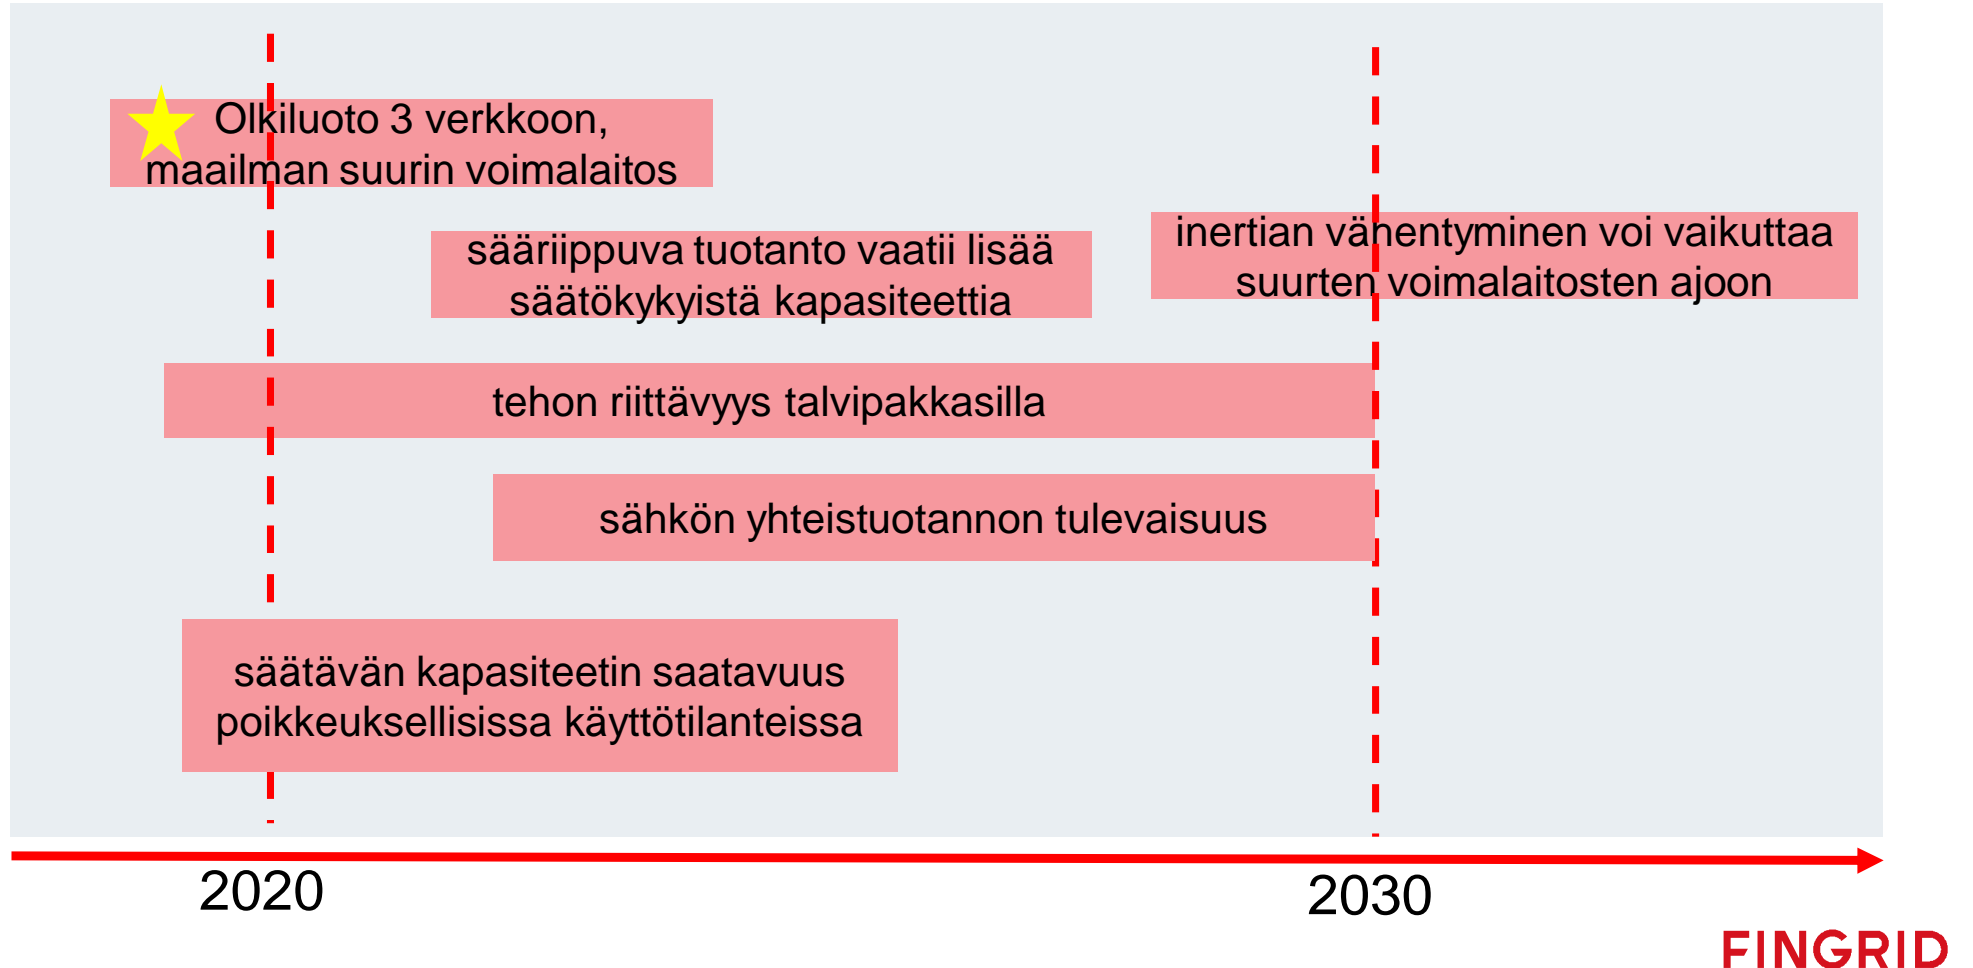 Olkiluoto 3 verkkoon,
maailman suurin voimalaitos
sääriippuva tuotanto vaatii lisää
säätökykyistä kapasiteettia
inertian vähentyminen voi vaikuttaa
suurten voimalaitosten ajoon
tehon riittävyys talvipakkasilla
sähkön yhteistuotannon tulevaisuus
säätävän kapasiteetin saatavuus
poikkeuksellisissa käyttötilanteissa
2020
2030
FINGRID